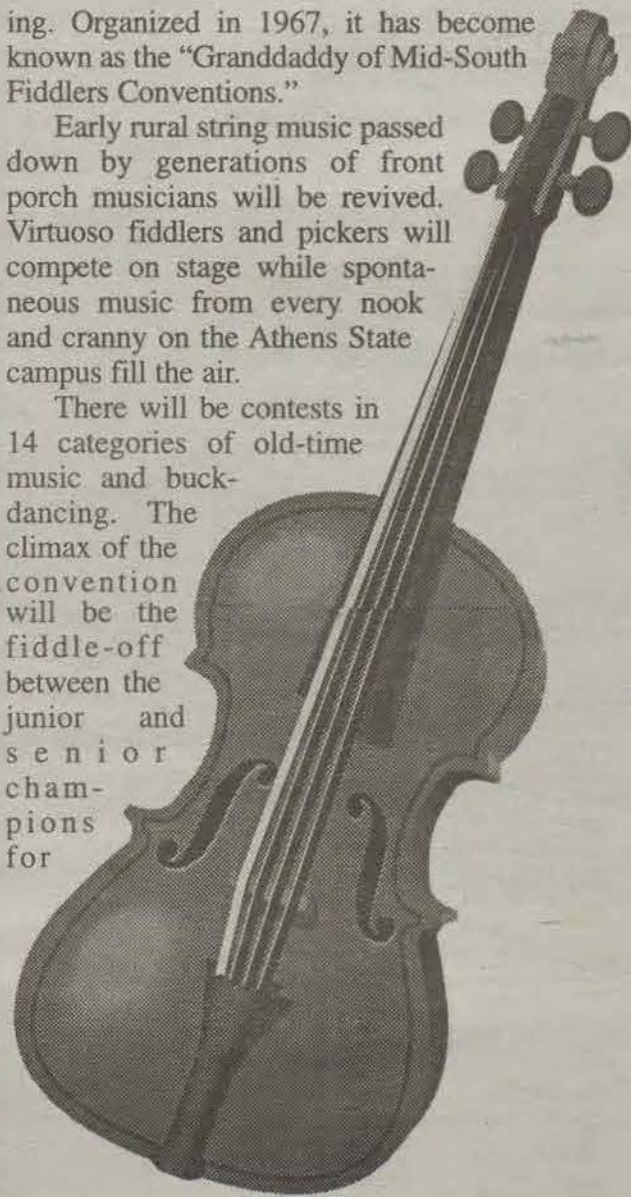 ing. Organized in 1967, it has become
known as the “Granddaddy of Mid-South
Fiddlers Conventions.”
Early rural string music passed
down by generations of front
porch musicians will be revived.
Virtuoso fiddlers and pickers will
compete on stage while sponta-
neous music from every nook
and cranny on the Athens State
campus fill the air.
There will be contests in
14 categories of old-time
music and buck-
dancing. The
climax of the
convention
will be the
fiddle-off
between the
junior and
senior
cham-
pions
for